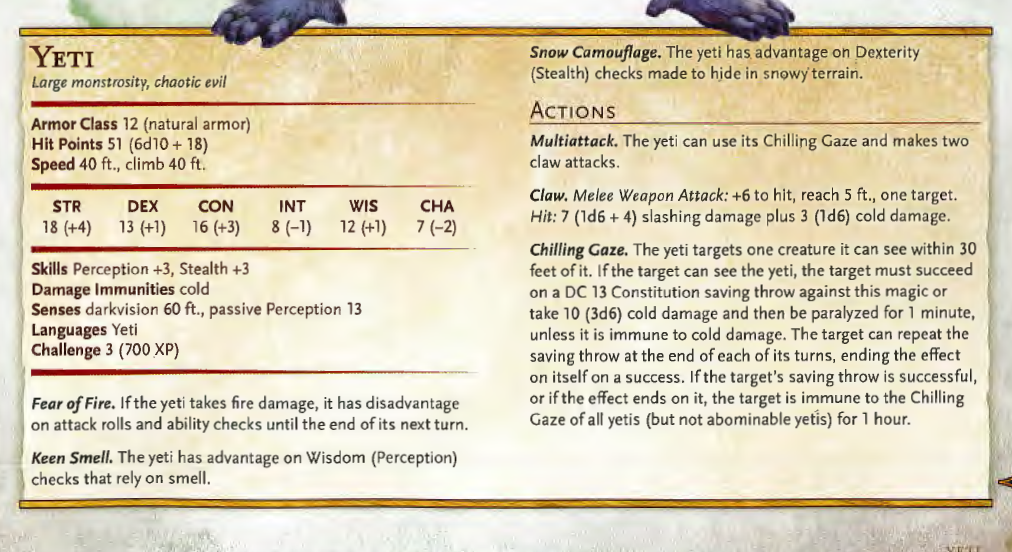 YETI
Large monstrosity, chaotic evil
Armor Class 12 (natural armor)
Hit Points 51 (6d10 + 18)
Speed 40 ft., climb 40 ft.
STR DEX CON INT WIS CHA
18 (+4) 13 (+1) 16 (+3) 8 (−1) 12 (+1) 7 (−2)
Skills Perception +3, Stealth +3
Damage Immunities cold
Senses darkvision 60 ft., passive Perception 13
Languages Yeti
Challenge 3 (700 XP)
Fear of Fire. If the yeti takes fire damage, it has disadvantage
on attack rolls and ability checks until the end of its next turn.
Keen Smell. The yeti has advantage on Wisdom (Perception)
checks that rely on smell.
Snow Camouflage. The yeti has advantage on Dexterity
(Stealth) checks made to hide in snowy terrain.
ACTIONS
Multiattack. The yeti can use its Chilling Gaze and makes two
claw attacks.
Claw. Melee Weapon Attack: +6 to hit, reach 5 ft., one target.
Hit: 7 (1d6 + 4) slashing damage plus 3 (1d6) cold damage.
Chilling Gaze. The yeti targets one creature it can see within 30
feet of it. If the target can see the yeti, the target must succeed
on a DC 13 Constitution saving throw against this magic or
take 10 (3d6) cold damage and then be paralyzed for 1 minute,
unless it is immune to cold damage. The target can repeat the
saving throw at the end of each of its turns, ending the effect
on itself on a success. If the target's saving throw is successful,
or if the effect ends on it, the target is immune to the Chilling
Gaze of all yetis (but not abominable yetis) for 1 hour.
YETI